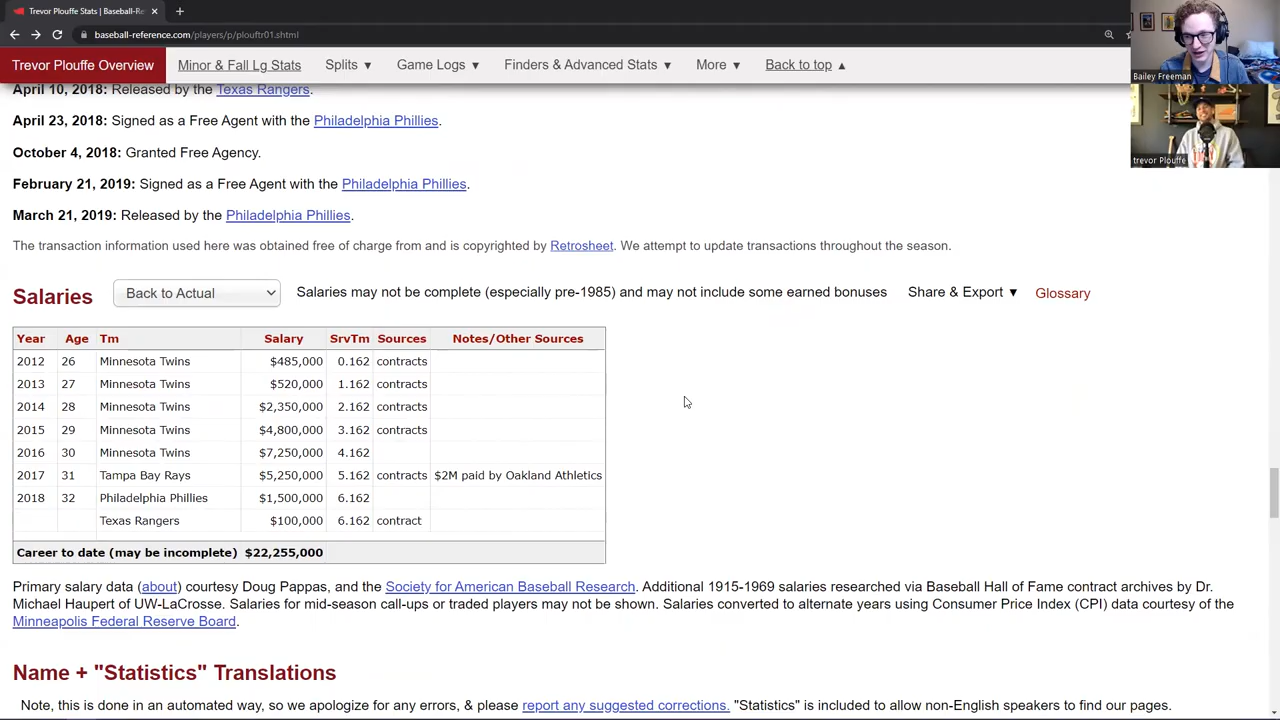 Trevor Plouffe Stats | Baseball-Re
baseball-reference.com/players/p/plouftr01.shtml
Trevor Plouffe Overview Minor & Fall Lg Stats Splits ▼ Game Logs ▼ Finders & Advanced Stats ▼ More ▼ Back to top ▲
Bailey Freeman
trevor Plouffe
April 10, 2018: Released by the Texas Rangers.
April 23, 2018: Signed as a Free Agent with the Philadelphia Phillies.
October 4, 2018: Granted Free Agency.
February 21, 2019: Signed as a Free Agent with the Philadelphia Phillies.
March 21, 2019: Released by the Philadelphia Phillies.
The transaction information used here was obtained free of charge from and is copyrighted by Retrosheet. We attempt to update transactions throughout the season.
Salaries Back to Actual Salaries may not be complete (especially pre-1985) and may not include some earned bonuses Share & Export ▼ Glossary
Year Age Tm Salary SrvTm Sources Notes/Other Sources
2012 26 Minnesota Twins $485,000 0.162 contracts
2013 27 Minnesota Twins $520,000 1.162 contracts
2014 28 Minnesota Twins $2,350,000 2.162 contracts
2015 29 Minnesota Twins $4,800,000 3.162 contracts
2016 30 Minnesota Twins $7,250,000 4.162
2017 31 Tampa Bay Rays $5,250,000 5.162 contracts $2M paid by Oakland Athletics
2018 32 Philadelphia Phillies $1,500,000 6.162
Texas Rangers $100,000 6.162 contract
Career to date (may be incomplete) $22,255,000
Primary salary data (about) courtesy Doug Pappas, and the Society for American Baseball Research. Additional 1915-1969 salaries researched via Baseball Hall of Fame contract archives by Dr.
Michael Haupert of UW-LaCrosse. Salaries for mid-season call-ups or traded players may not be shown. Salaries converted to alternate years using Consumer Price Index (CPI) data courtesy of the
Minneapolis Federal Reserve Board.
Name + "Statistics" Translations
Note, this is done in an automated way, so we apologize for any errors, & please report any suggested corrections. "Statistics" is included to allow non-English speakers to find our pages.